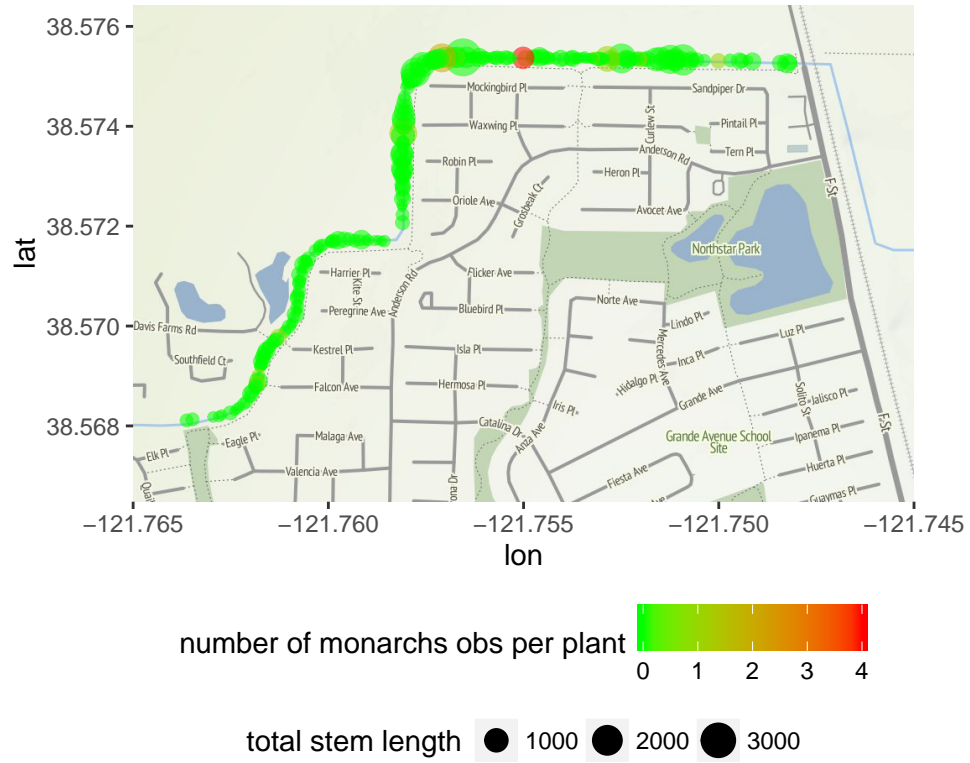 38.576
38.574
38.572
38.570
38.568
lat
Mockingbird Pl
Sandpiper Dr
Waxwing Pl
Curlew St
Pintail Pl
Anderson Rd
Tern Pl
Robin Pl
Heron Pl
F St
Oriole Ave
Grosbeak Ct
Avocet Ave
Northstar Park
Harrier Pl
Kite St
Anderson Rd
Flicker Ave
Peregrine Ave
Bluebird Pl
Norte Ave
Davis Farms Rd
Lindo Pl
Luz Pl
Southfield Ct
Kestrel Pl
Isla Pl
Mercedes Ave
Inca Pl
Falcon Ave
Hermosa Pl
Hidalgo Pl
Grande Ave
Solito St
Jalisco Pl
Iris Pl
F St
Catalina Dr
Anza Ave
Eagle Pl
Malaga Ave
Grande Avenue School
Site
Ipanema Pl
Elk Pl
Valencia Ave
Fiesta Ave
Huerta Pl
Quai
ona Dr
Ave
Guaymas Pl
−121.765
−121.760
−121.755
−121.750
−121.745
lon
number of monarchs obs per plant
0 1 2 3 4
total stem length 1000 2000 3000